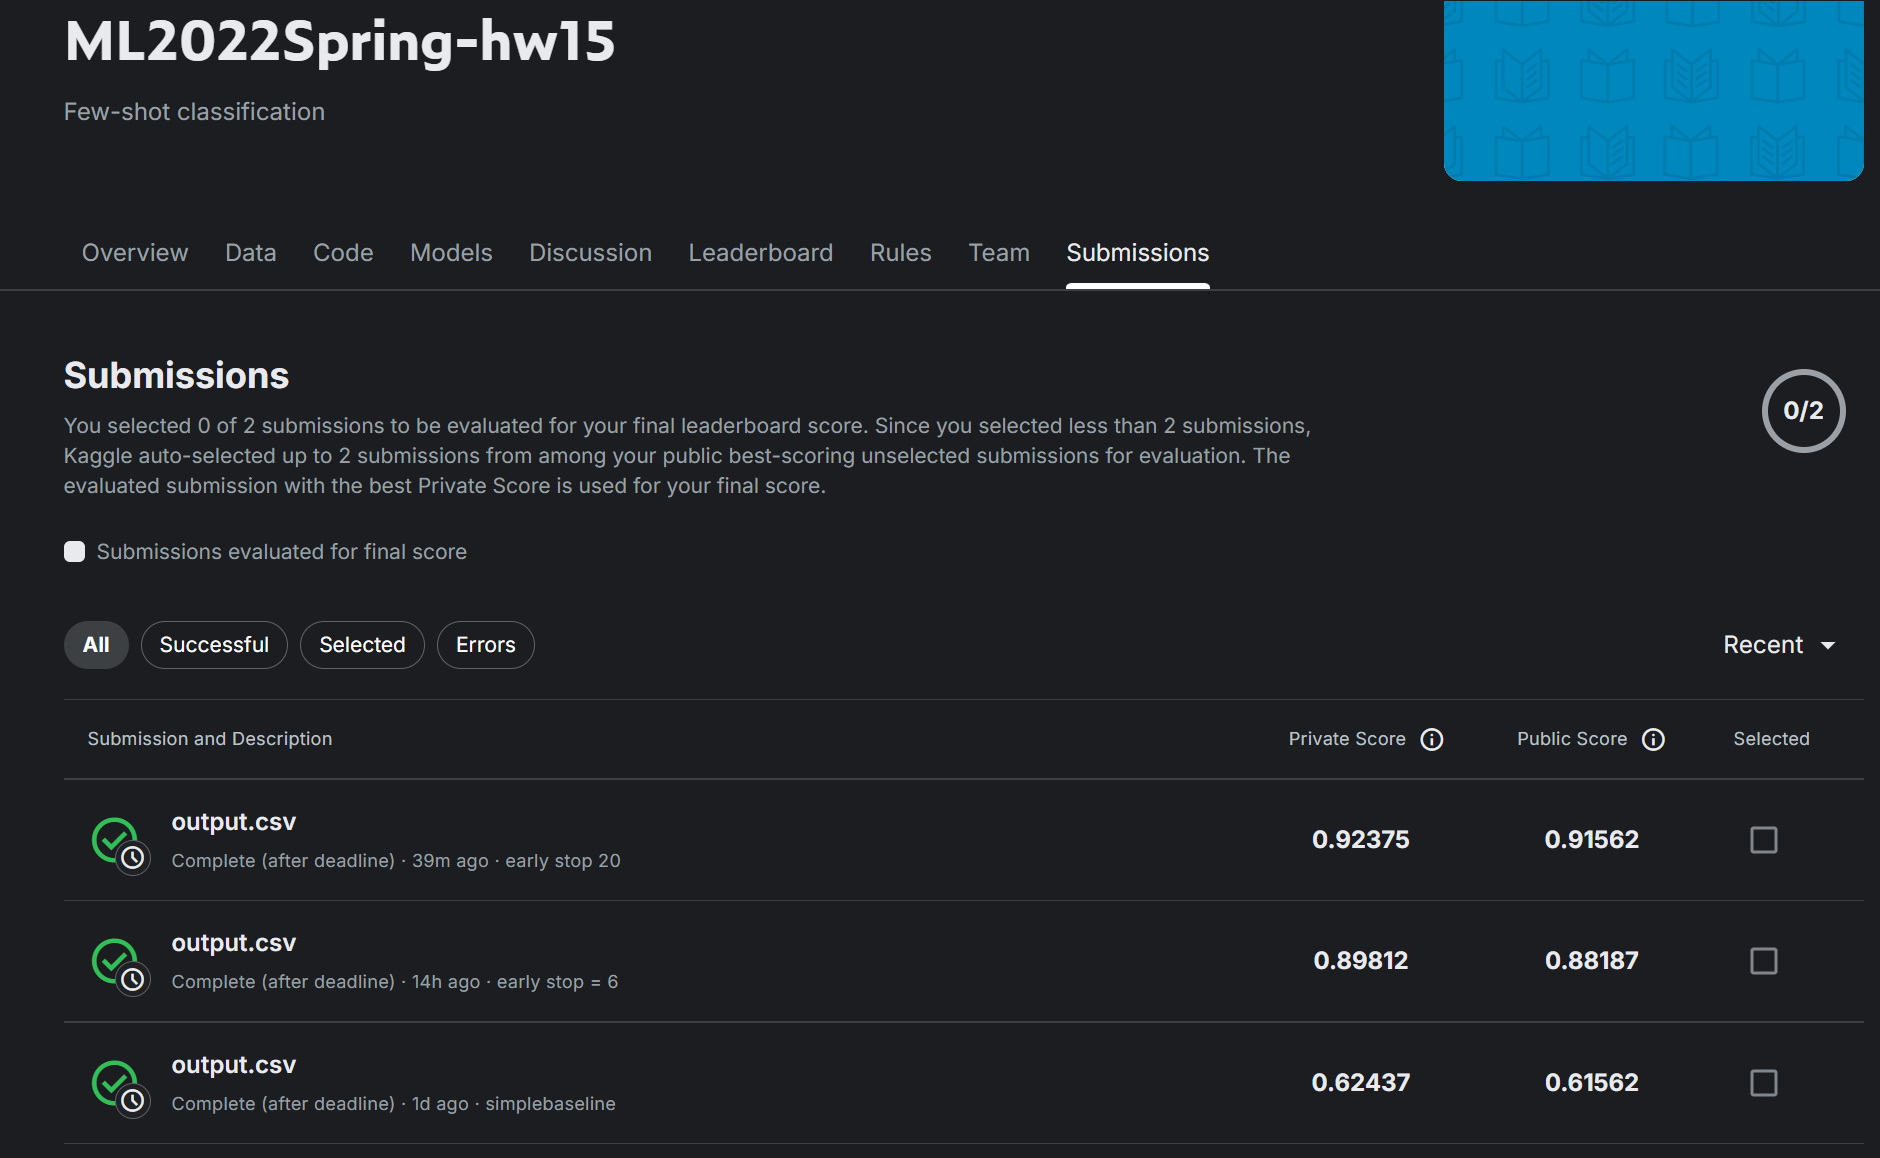 ML2022Spring-hw15
Few-shot classification
Overview Data Code Models Discussion Leaderboard Rules Team Submissions
Submissions
0/2
You selected 0 of 2 submissions to be evaluated for your final leaderboard score. Since you selected less than 2 submissions,
Kaggle auto-selected up to 2 submissions from among your public best-scoring unselected submissions for evaluation. The
evaluated submission with the best Private Score is used for your final score.
Submissions evaluated for final score
All Successful Selected Errors Recent
Submission and Description Private Score Public Score Selected
output.csv
0.92375 0.91562
Complete (after deadline) · 39m ago · early stop 20
output.csv
0.89812 0.88187
Complete (after deadline) · 14h ago · early stop = 6
output.csv
0.62437 0.61562
Complete (after deadline) · 1d ago · simplebaseline